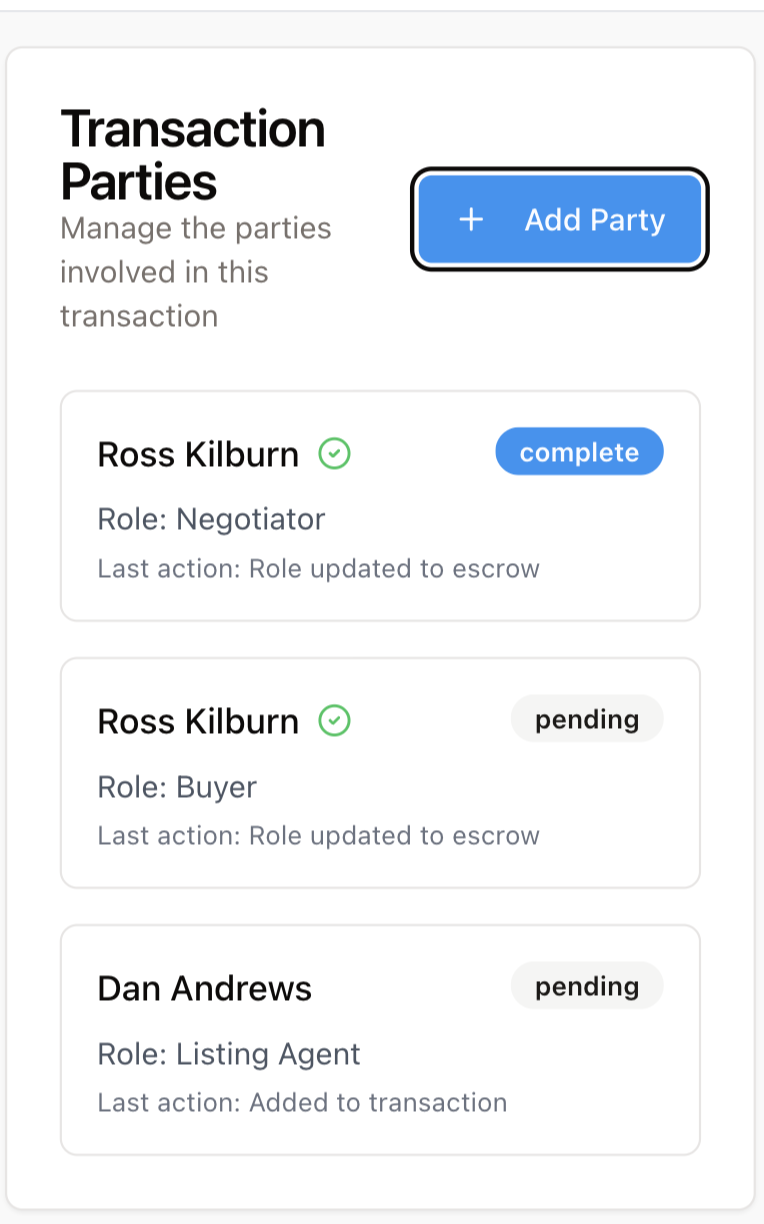 Transaction
Parties
Manage the parties
involved in this
transaction
+ Add Party
Ross Kilburn
complete
Role: Negotiator
Last action: Role updated to escrow
Ross Kilburn
pending
Role: Buyer
Last action: Role updated to escrow
Dan Andrews
pending
Role: Listing Agent
Last action: Added to transaction